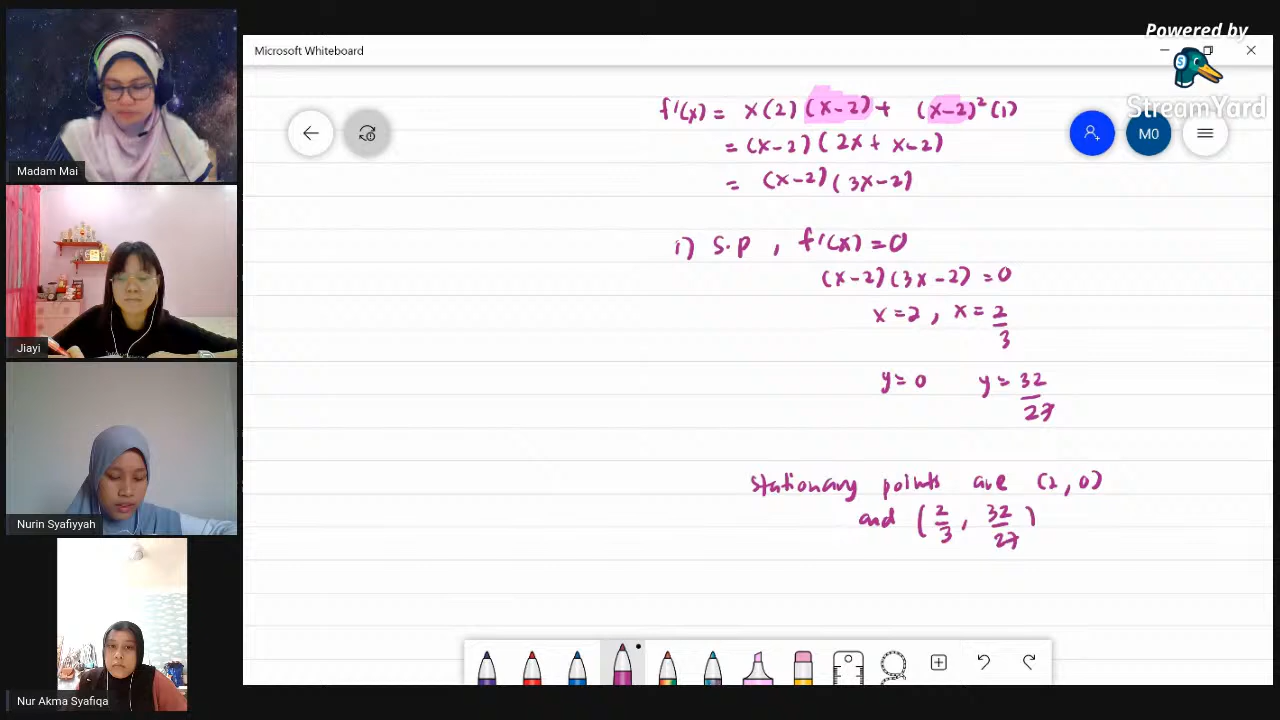 Powered by
StreamYard
Microsoft Whiteboard
M0
Madam Mai
Jiayi
Nurin Syafiyyah
Nur Akma Syafiqa
f'(x) = x(2)(x-2) + (x-2)²(1)
= (x-2)(2x + x-2)
= (x-2)(3x-2)
i) S.p , f'(x) = 0
(x-2)(3x-2) = 0
x = 2 , x = 2/3
y = 0 y = 32/27
Stationary points are (2, 0)
and (2/3, 32/27)